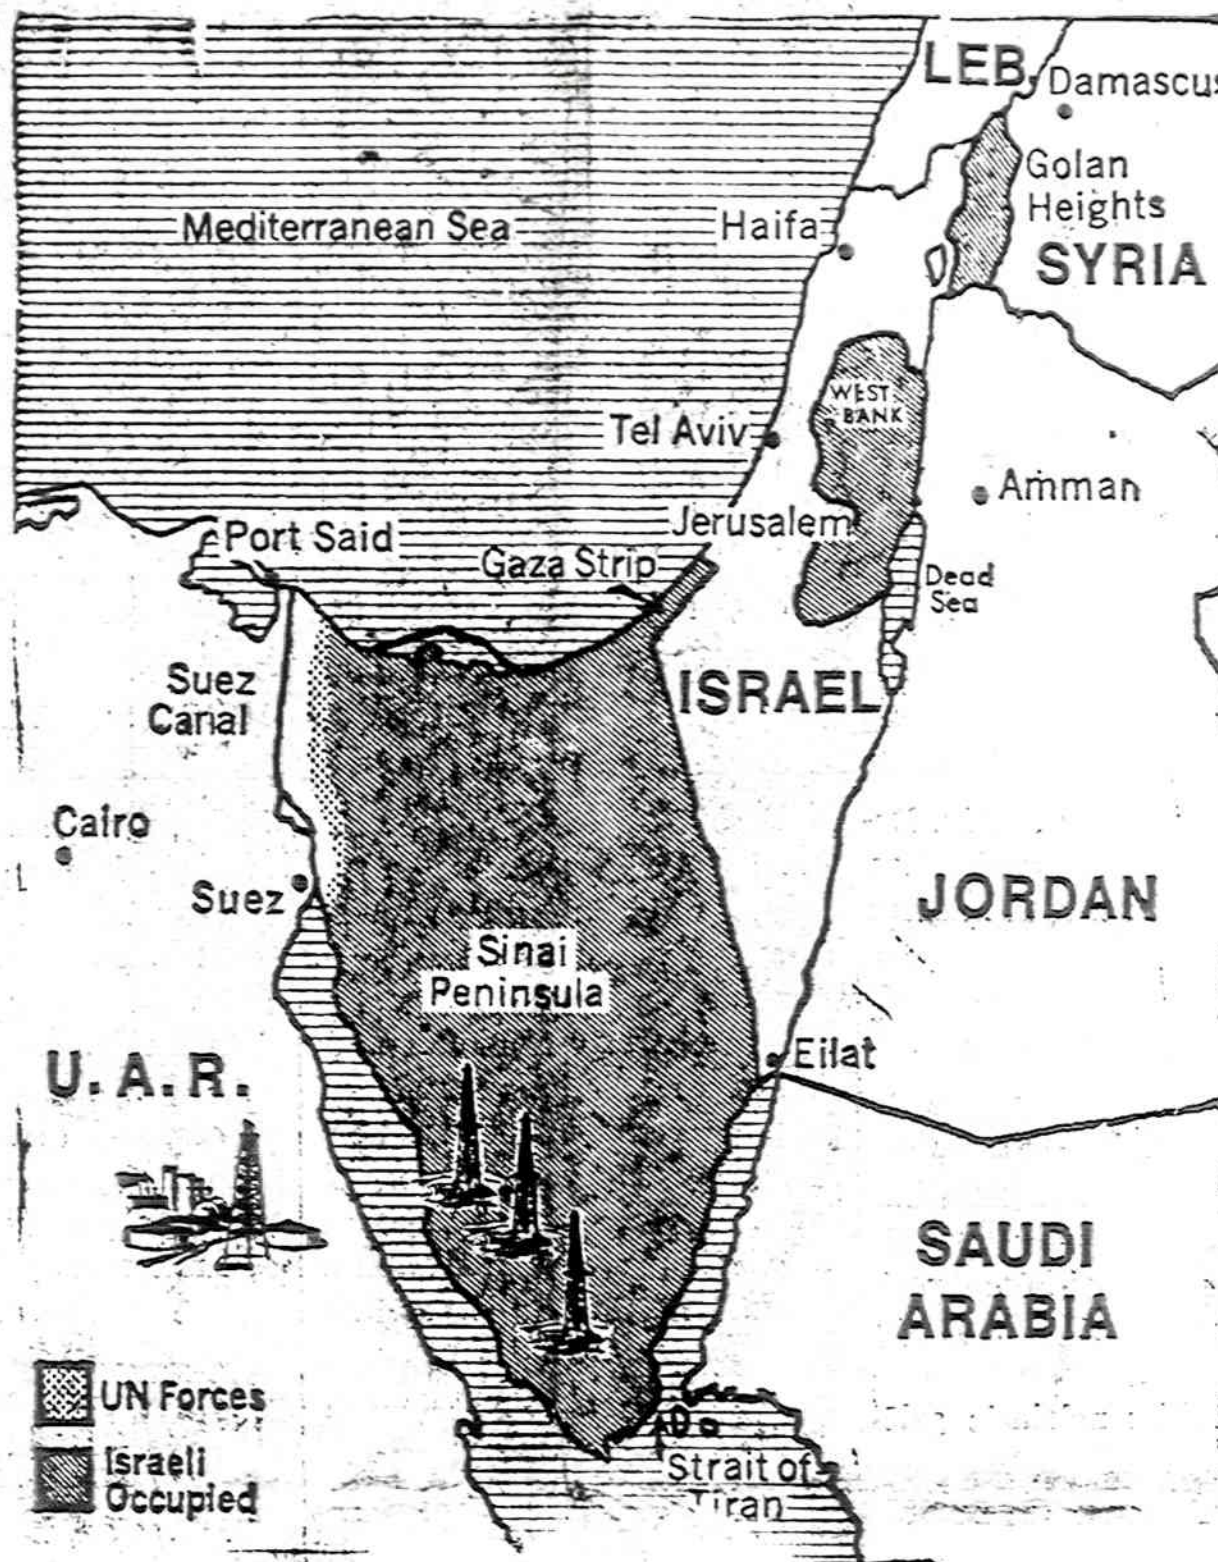 LEB.
Damascus
Golan
Heights
SYRIA
Mediterranean Sea
Haifa
WEST
BANK
Tel Aviv
Amman
Jerusalem
Port Said
Gaza Strip
Dead
Sea
Suez
Canal
ISRAEL
Cairo
Suez
JORDAN
Sinai
Peninsula
Eilat
U.A.R.
SAUDI
ARABIA
UN Forces
Israeli
Occupied
Strait of
Tiran